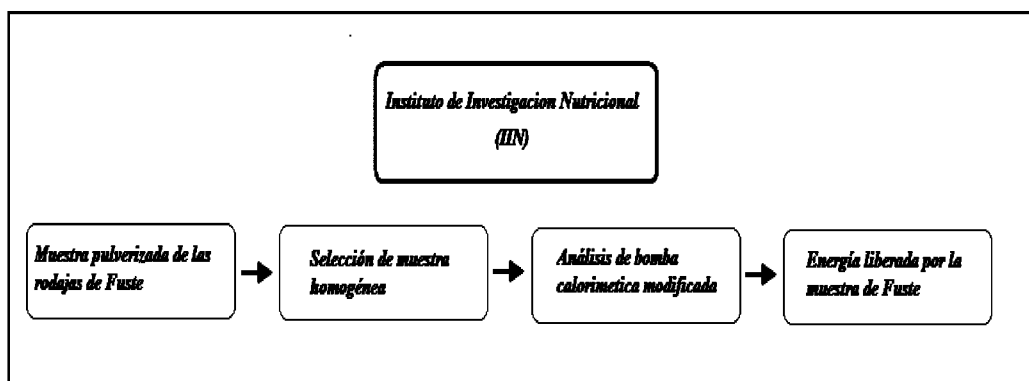 Instituto de Investigacion Nutricional
(IIN)
Muestra pulverizada de las
rodajas de Fuste
Selección de muestra
homogénea
Análisis de bomba
calorimetica modificada
Energía liberada por la
muestra de Fuste